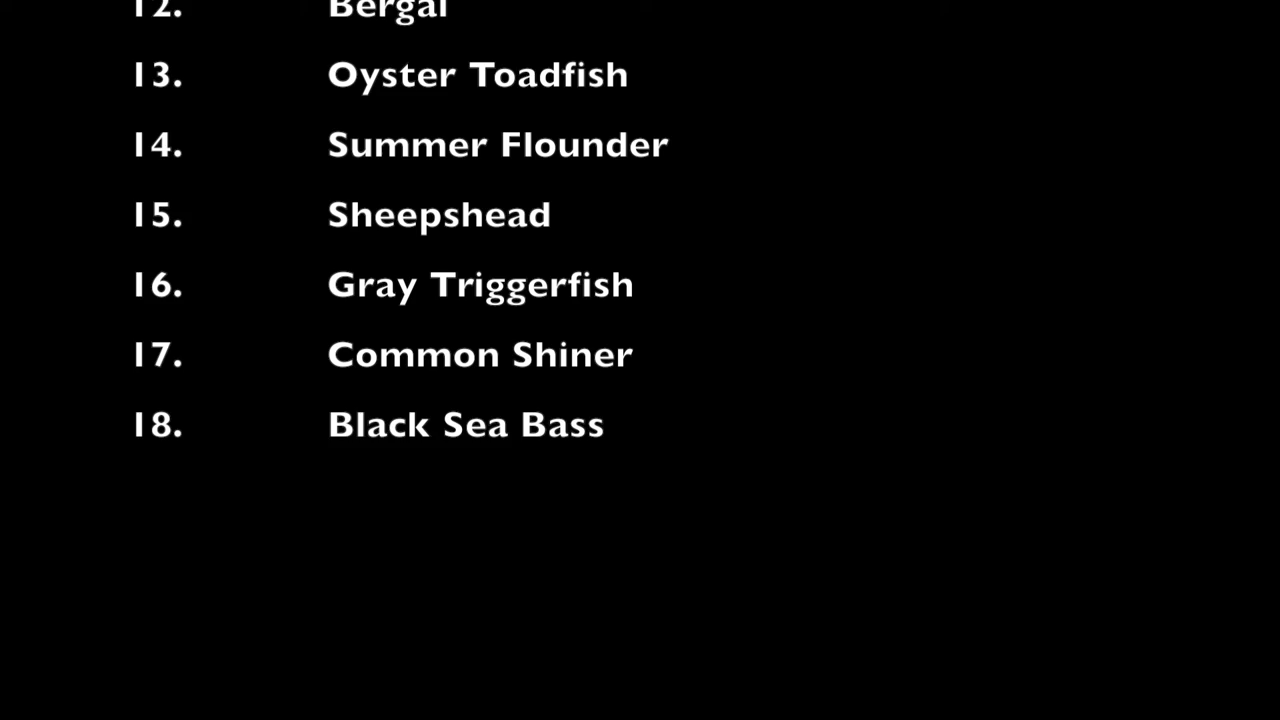 12. Bergal
13. Oyster Toadfish
14. Summer Flounder
15. Sheepshead
16. Gray Triggerfish
17. Common Shiner
18. Black Sea Bass